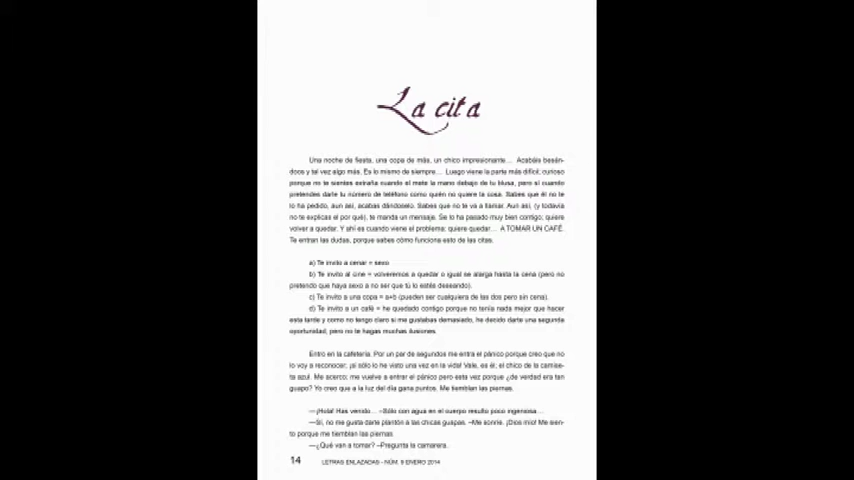 La cita
Una noche de fiesta, una copa de más, un chico impresionante… Acabáis besán-
doos y tal vez algo más. Es lo mismo de siempre… Luego viene la parte más difícil; curioso
porque no te sientes extraña cuando él mete la mano debajo de tu blusa, pero sí cuando
pretendes darle tu número de teléfono como quién no quiere la cosa. Sabes que él no te
lo ha pedido, aun así, acabas dándoselo. Sabes que no te va a llamar. Aun así, (y todavía
no te explicas el por qué), te manda un mensaje. Se lo ha pasado muy bien contigo; quiere
volver a quedar. Y ahí es cuando viene el problema: quiere quedar… A TOMAR UN CAFÉ.
Te entran las dudas, porque sabes cómo funciona esto de las citas.
a) Te invito a cenar = sexo
b) Te invito al cine = volveremos a quedar o igual se alarga hasta la cena (pero no
pretendo que haya sexo a no ser que tú lo estés deseando).
c) Te invito a una copa = a+b (pueden ser cualquiera de las dos pero sin cena).
d) Te invito a un café = he quedado contigo porque no tenía nada mejor que hacer
esta tarde y como no tengo claro si me gustabas demasiado, he decido darte una segunda
oportunidad, pero no te hagas muchas ilusiones.
Entro en la cafetería. Por un par de segundos me entra el pánico porque creo que no
lo voy a reconocer, ¡si sólo lo he visto una vez en la vida! Vale, es él; el chico de la camise-
ta azul. Me acerco; me vuelve a entrar el pánico pero esta vez porque ¿de verdad era tan
guapo? Yo creo que a la luz del día gana puntos. Me tiemblan las piernas.
—¡Hola! Has venido… –Sólo con agua en el cuerpo resulto poco ingeniosa…
—Sí, no me gusta darle plantón a las chicas guapas. –Me sonríe. ¡Dios mío! Me sien-
to porque me tiemblan las piernas
—¿Qué van a tomar? –Pregunta la camarera.
14 LETRAS ENLAZADAS - NÚM. 9 ENERO 2014